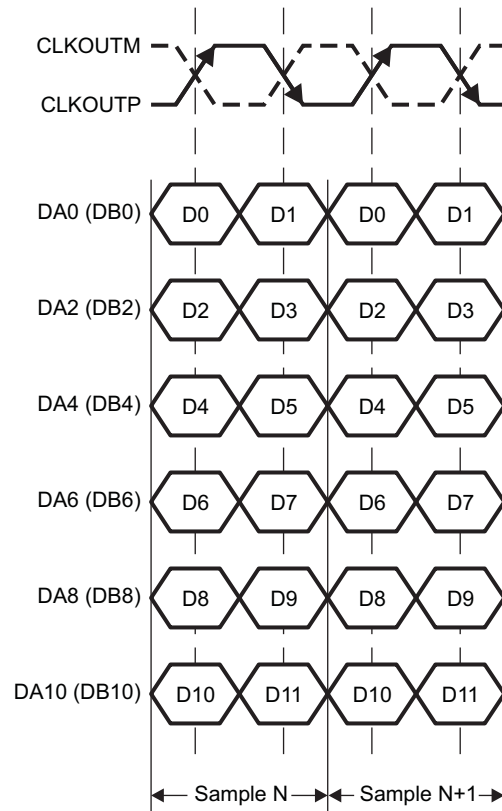 CLKOUTM
CLKOUTP
DA0 (DB0) D0 D1 D0 D1
DA2 (DB2) D2 D3 D2 D3
DA4 (DB4) D4 D5 D4 D5
DA6 (DB6) D6 D7 D6 D7
DA8 (DB8) D8 D9 D8 D9
DA10 (DB10) D10 D11 D10 D11
Sample N Sample N+1